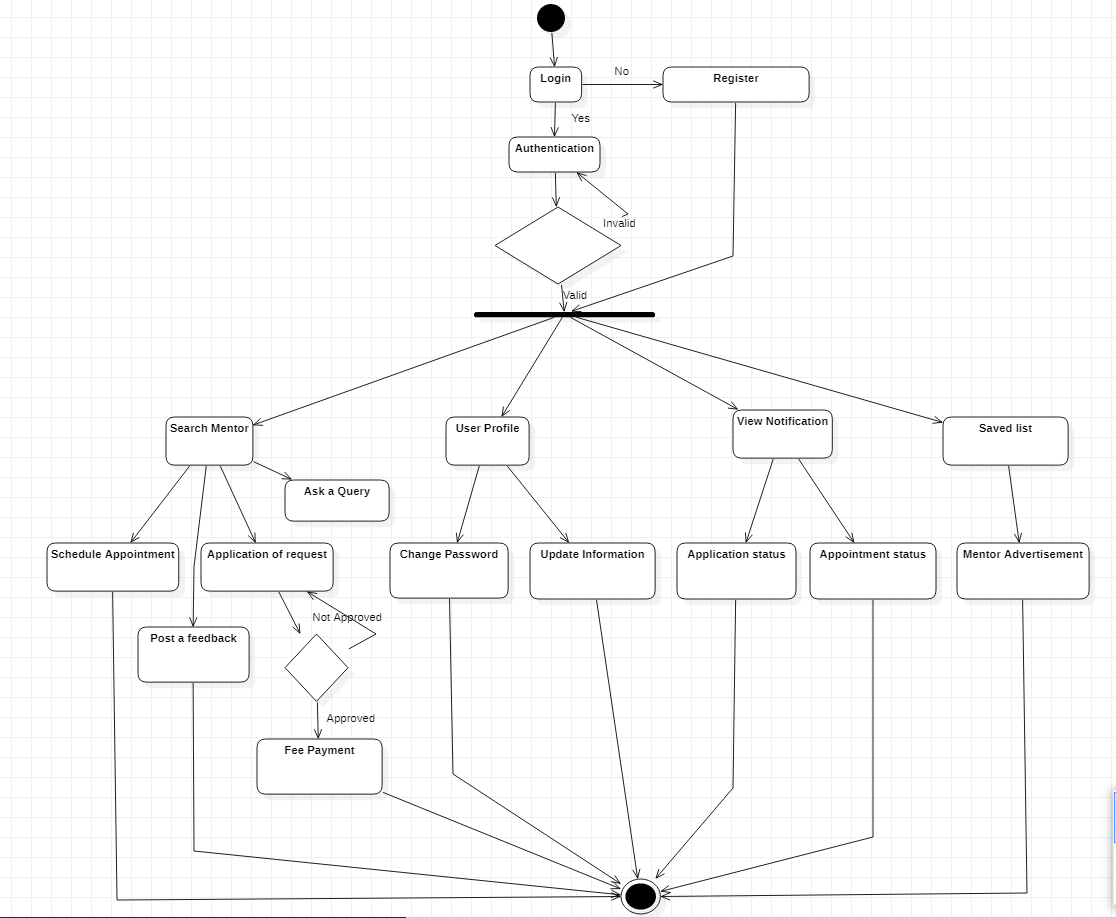 Login
No
Register
Yes
Authentication
Invalid
Valid
Search Mentor
User Profile
View Notification
Saved list
Ask a Query
Schedule Appointment
Application of request
Change Password
Update Information
Application status
Appointment status
Mentor Advertisement
Not Approved
Post a feedback
Approved
Fee Payment